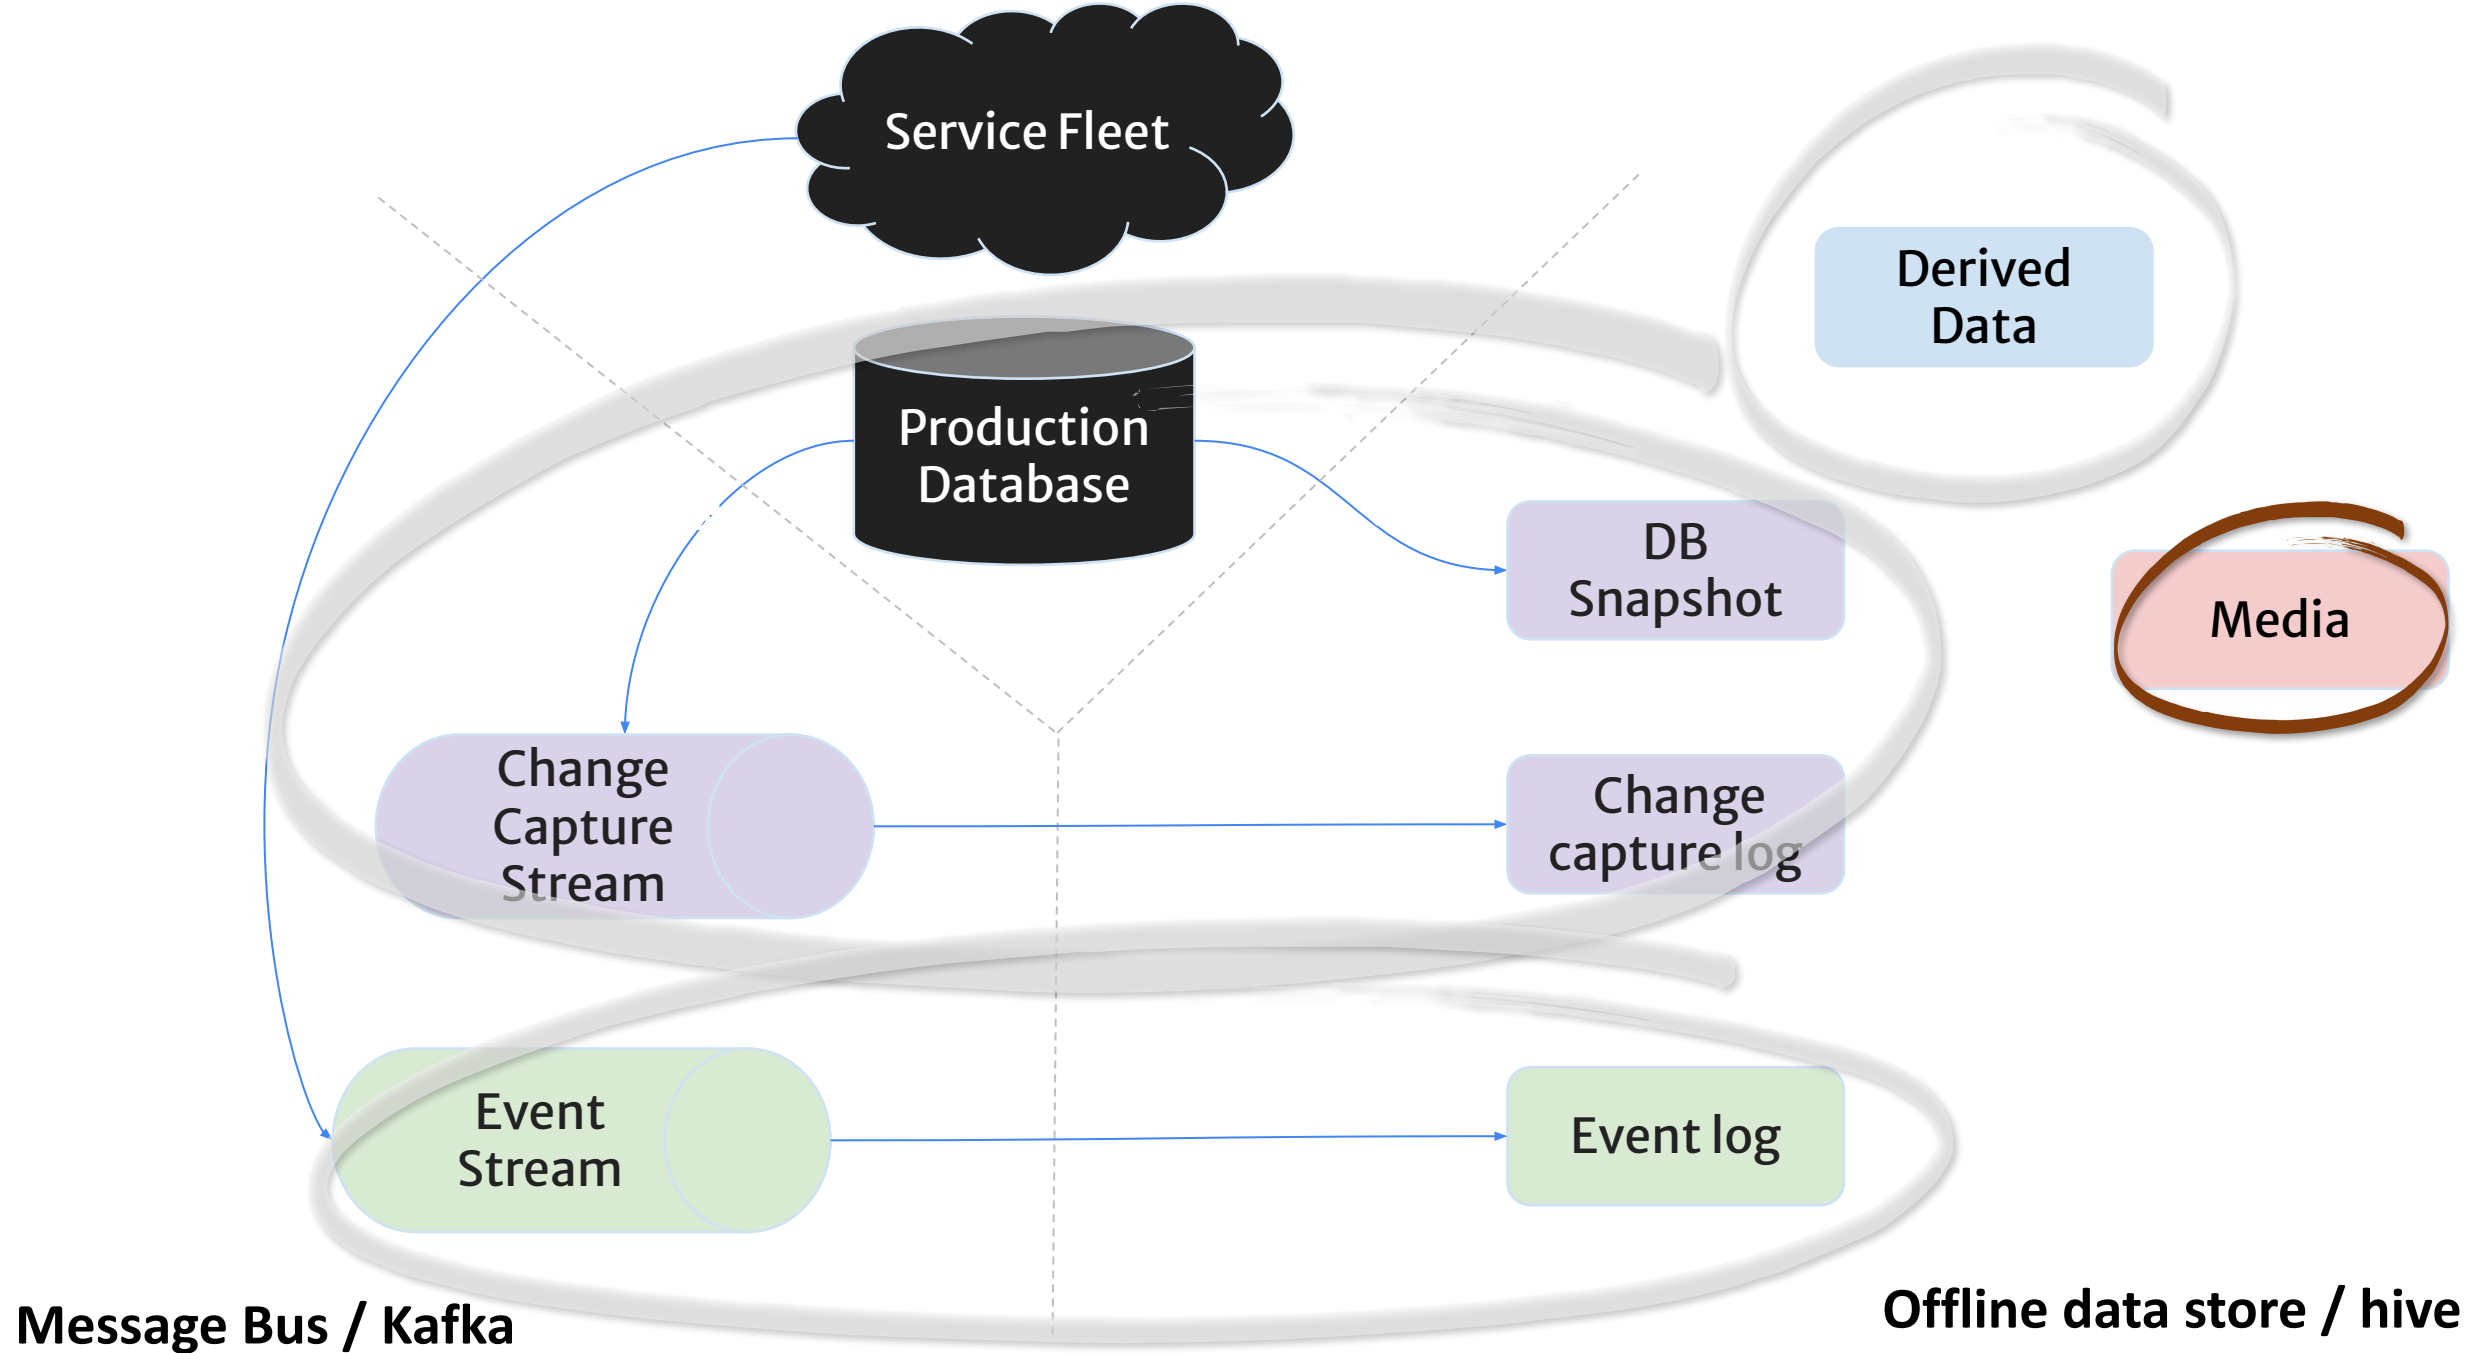 Service Fleet
Derived
Data
Production
Database
DB
Snapshot
Media
Change
Capture
Stream
Change
capture log
Event
Stream
Event log
Message Bus / Kafka
Offline data store / hive